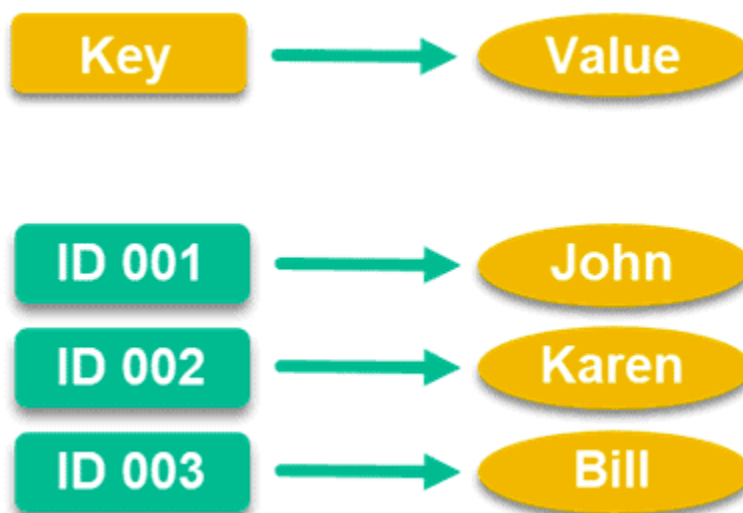 Key Value
ID 001 John
ID 002 Karen
ID 003 Bill